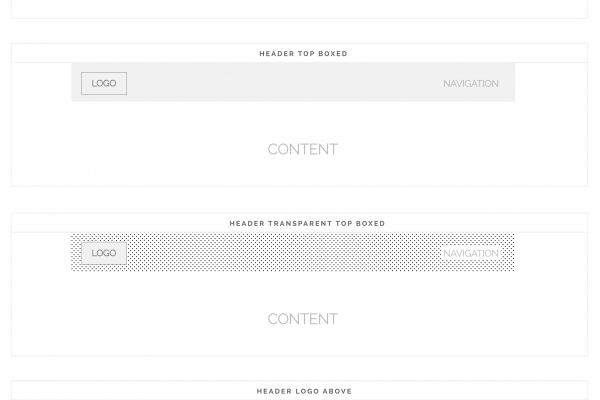 HEADER TOP BOXED
LOGO NAVIGATION
CONTENT
HEADER TRANSPARENT TOP BOXED
LOGO NAVIGATION
CONTENT
HEADER LOGO ABOVE